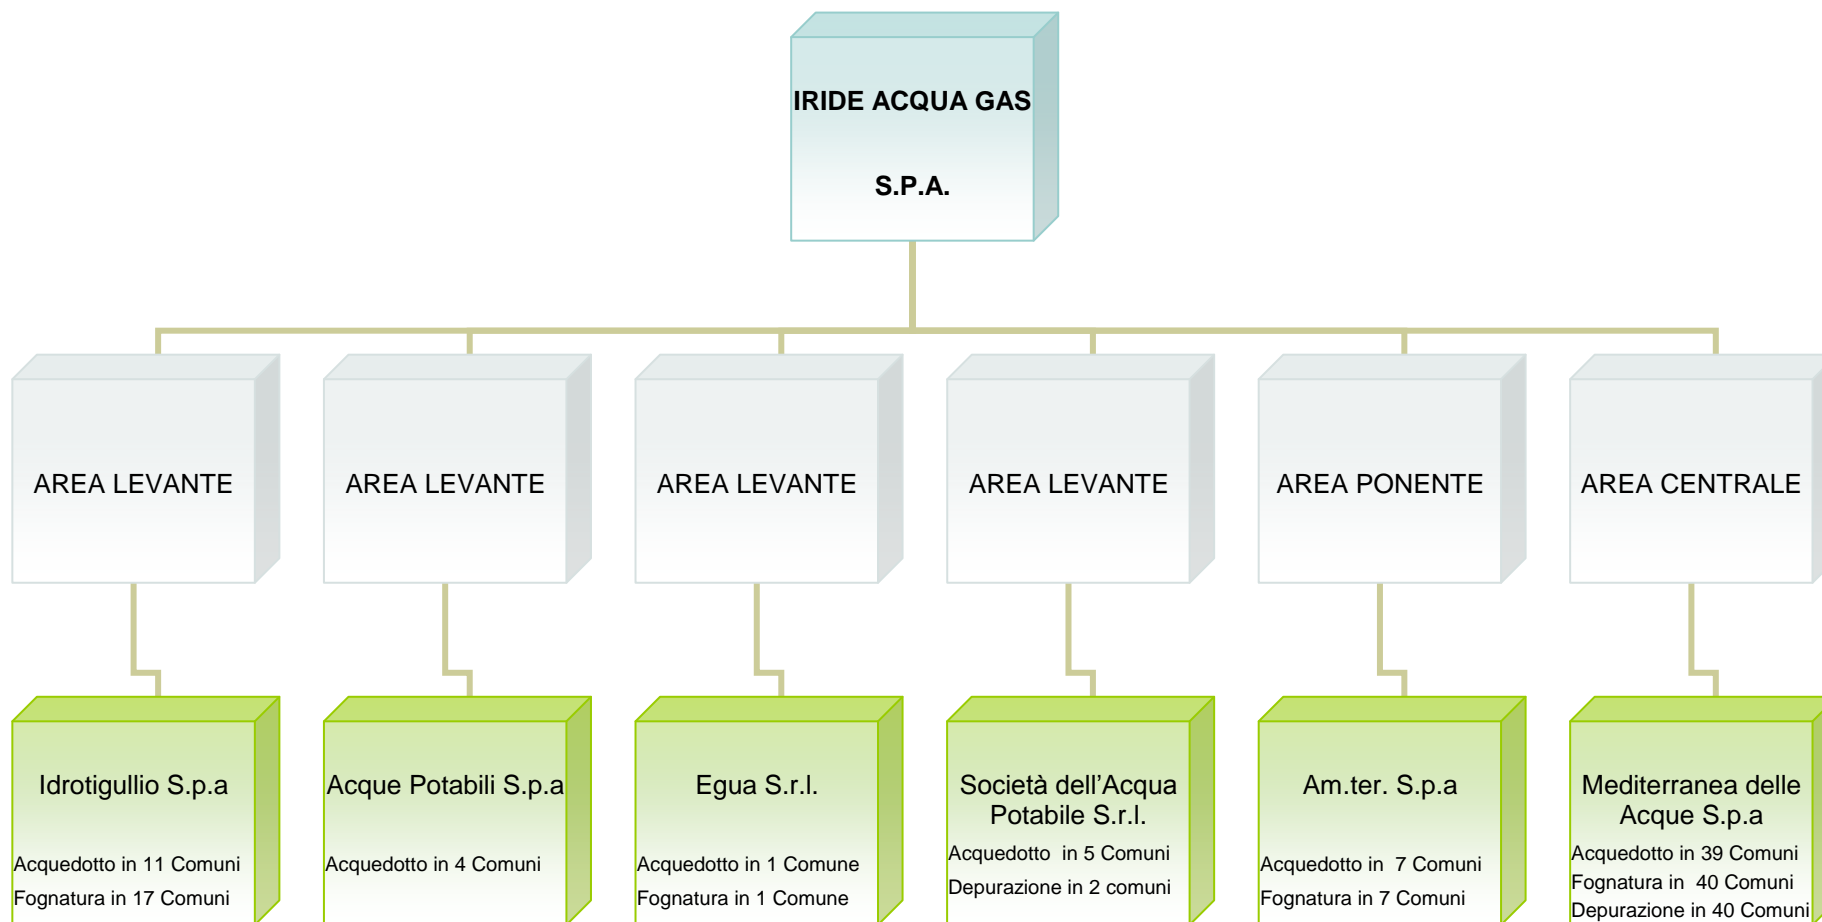 IRIDE ACQUA GAS
S.P.A.
AREA LEVANTE
AREA LEVANTE
AREA LEVANTE
AREA LEVANTE
AREA PONENTE
AREA CENTRALE
Idrotigullio S.p.a
Acquedotto in 11 Comuni
Fognatura in 17 Comuni
Acque Potabili S.p.a
Acquedotto in 4 Comuni
Egua S.r.l.
Acquedotto in 1 Comune
Fognatura in 1 Comune
Società dell’Acqua
Potabile S.r.l.
Acquedotto in 5 Comuni
Depurazione in 2 comuni
Am.ter. S.p.a
Acquedotto in 7 Comuni
Fognatura in 7 Comuni
Mediterranea delle
Acque S.p.a
Acquedotto in 39 Comuni
Fognatura in 40 Comuni
Depurazione in 40 Comuni